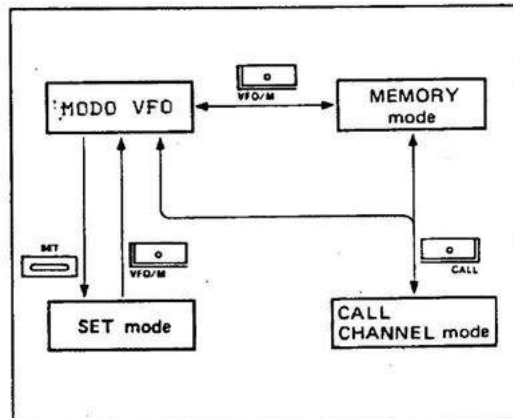 MODO VFO
VFO/M
MEMORY
mode
SET
VFO/M
CALL
SET mode
CALL
CHANNEL mode